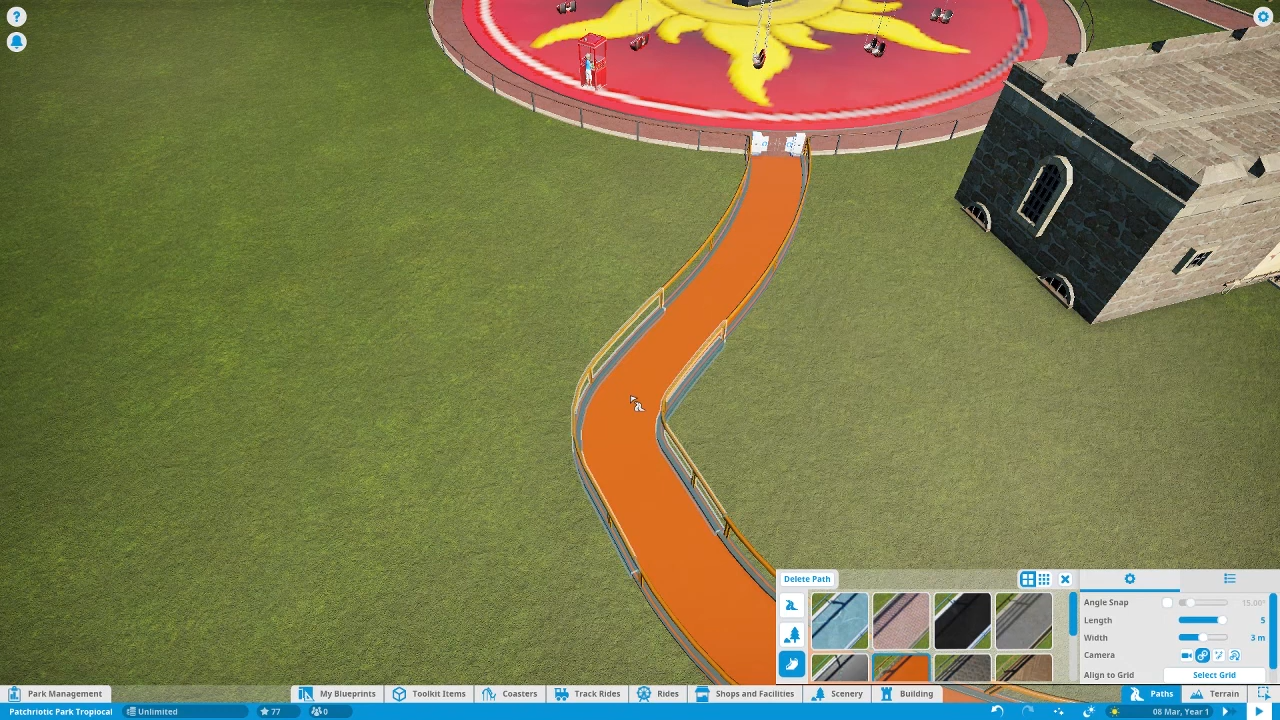 ?
Delete Path
Angle Snap 15.00°
Length 5
Width 3 m
Camera
Align to Grid Select Grid
Park Management My Blueprints Toolkit Items Coasters Track Rides Rides Shops and Facilities Scenery Building Paths Terrain
Patchriotic Park Tropical Unlimited 77 0 08 Mar, Year 1